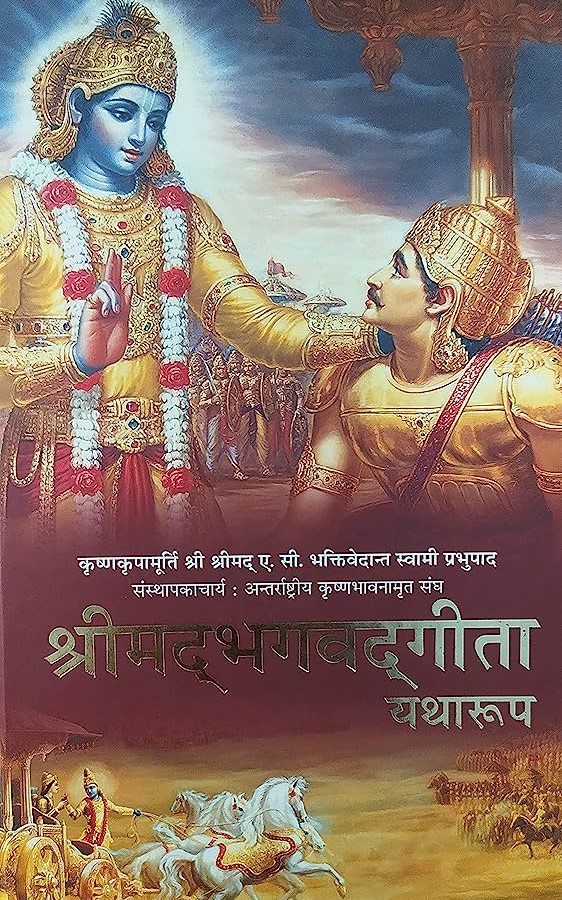 कृष्णकृपामूर्ति श्री श्रीमद् ए. सी. भक्तिवेदान्त स्वामी प्रभुपाद
संस्थापकाचार्य : अन्तर्राष्ट्रीय कृष्णभावनामृत संघ
श्रीमद्‌भगवद्‌गीता
यथारूप